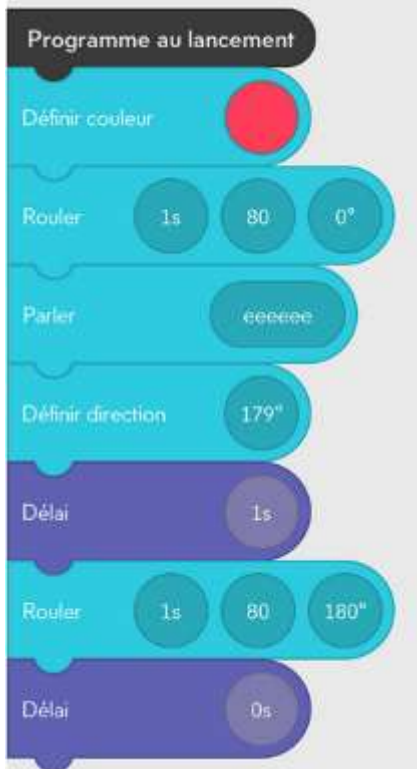 Programme au lancement
Définir couleur
Rouler 1s 80 0°
Parler eeeeeee
Définir direction 179°
Délai 1s
Rouler 1s 80 180°
Délai 0s